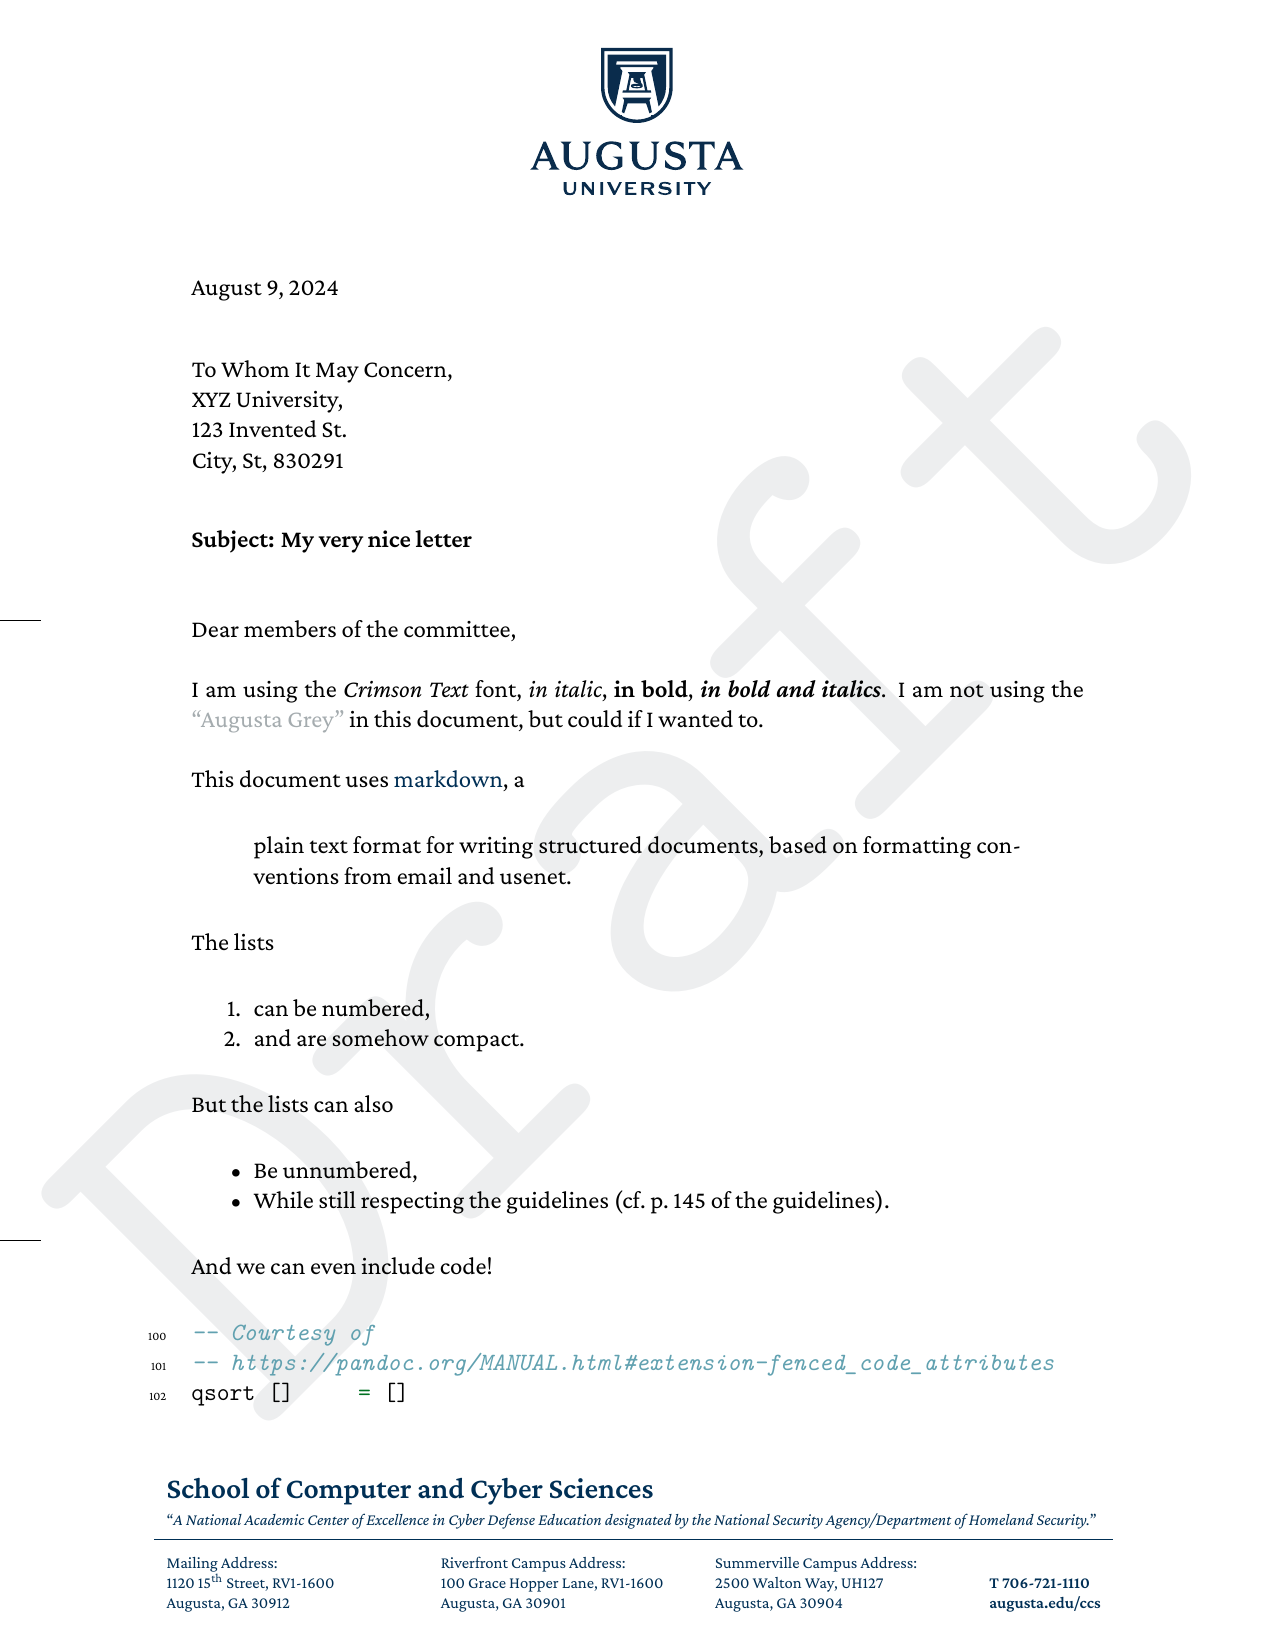 AUGUSTA
UNIVERSITY
August 9, 2024
To Whom It May Concern,
XYZ University,
123 Invented St.
City, St, 830291
Subject: My very nice letter
Dear members of the committee,
I am using the Crimson Text font, in italic, in bold, in bold and italics. I am not using the
“Augusta Grey” in this document, but could if I wanted to.
This document uses markdown, a
plain text format for writing structured documents, based on formatting con-
ventions from email and usenet.
The lists
1. can be numbered,
2. and are somehow compact.
But the lists can also
• Be unnumbered,
• While still respecting the guidelines (cf. p. 145 of the guidelines).
And we can even include code!
100 -- Courtesy of
101 -- https://pandoc.org/MANUAL.html#extension-fenced_code_attributes
102 qsort []     = []
Draft
School of Computer and Cyber Sciences
“A National Academic Center of Excellence in Cyber Defense Education designated by the National Security Agency/Department of Homeland Security.”
Mailing Address:
1120 15th Street, RV1-1600
Augusta, GA 30912
Riverfront Campus Address:
100 Grace Hopper Lane, RV1-1600
Augusta, GA 30901
Summerville Campus Address:
2500 Walton Way, UH127
Augusta, GA 30904
T 706-721-1110
augusta.edu/ccs